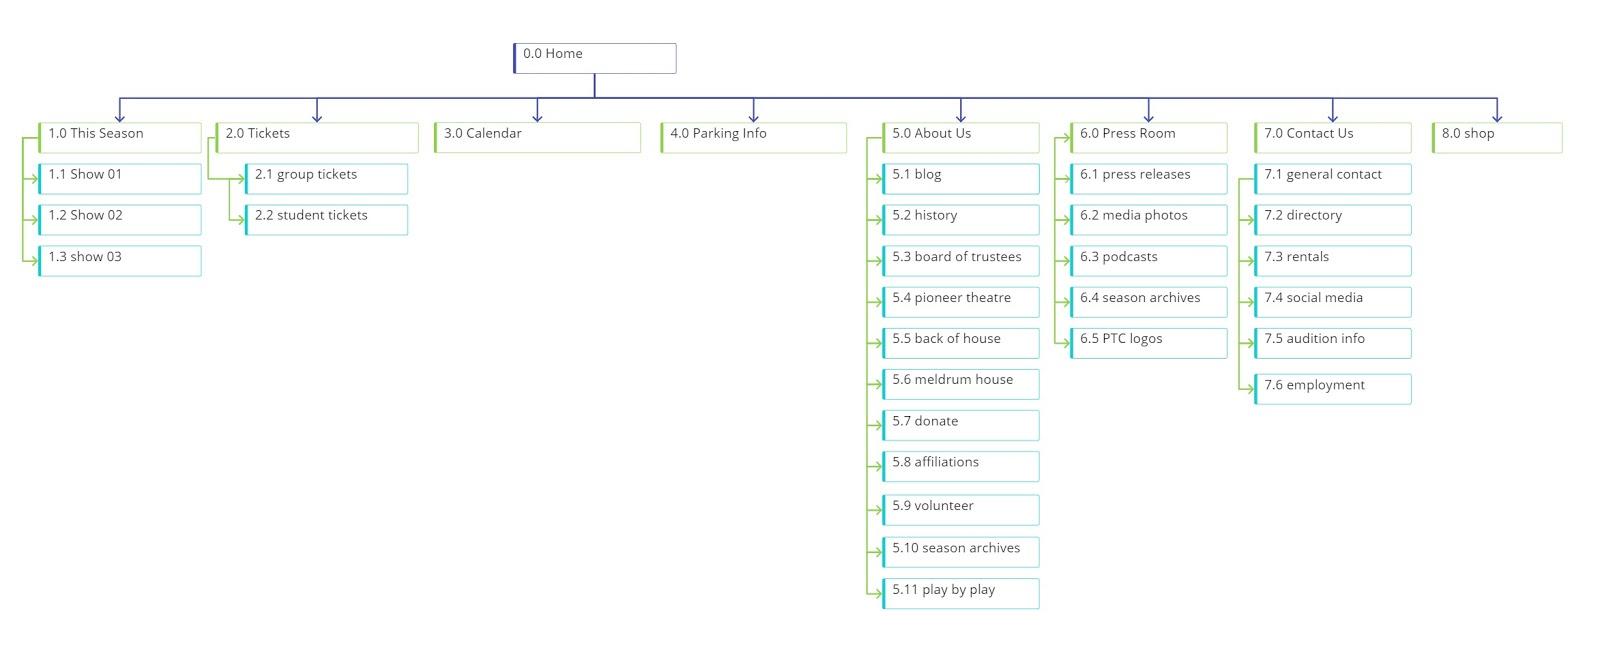 0.0 Home
1.0 This Season
1.1 Show 01
1.2 Show 02
1.3 show 03
2.0 Tickets
2.1 group tickets
2.2 student tickets
3.0 Calendar
4.0 Parking Info
5.0 About Us
5.1 blog
5.2 history
5.3 board of trustees
5.4 pioneer theatre
5.5 back of house
5.6 meldrum house
5.7 donate
5.8 affiliations
5.9 volunteer
5.10 season archives
5.11 play by play
6.0 Press Room
6.1 press releases
6.2 media photos
6.3 podcasts
6.4 season archives
6.5 PTC logos
7.0 Contact Us
7.1 general contact
7.2 directory
7.3 rentals
7.4 social media
7.5 audition info
7.6 employment
8.0 shop